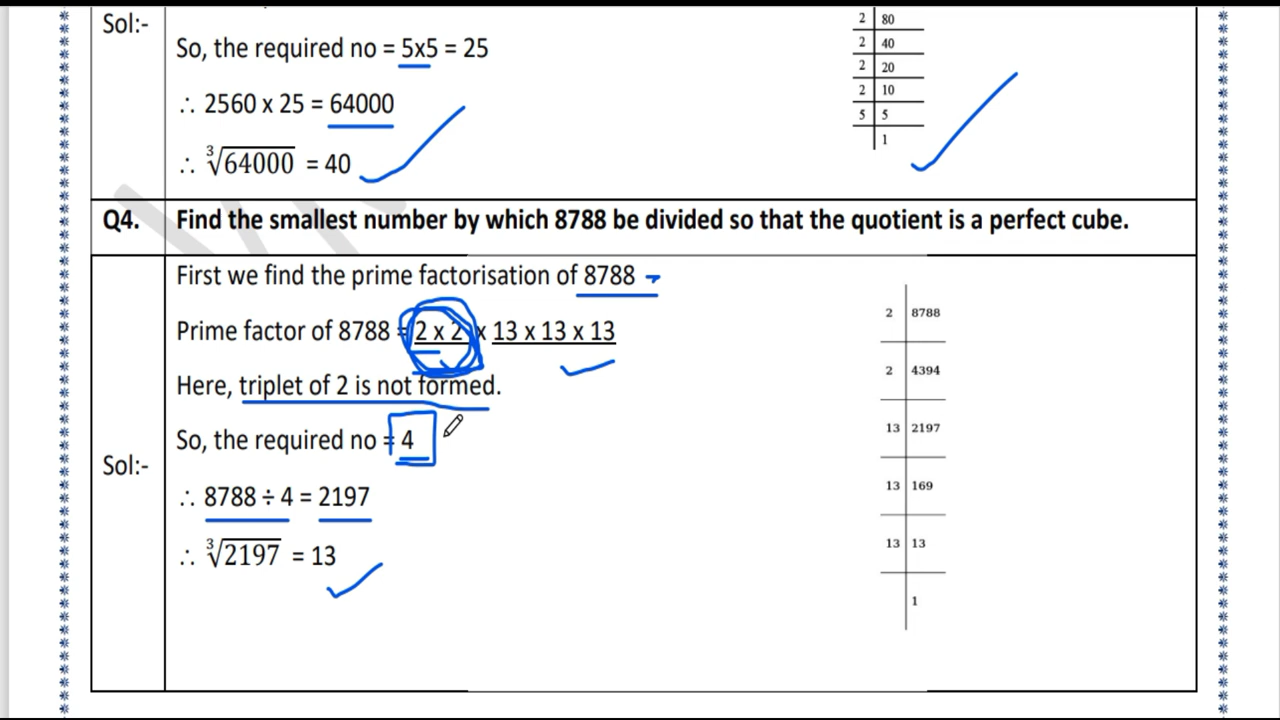 Sol:-
So, the required no = 5x5 = 25
∴ 2560 x 25 = 64000
∴ ∛64000 = 40
2 80
2 40
2 20
2 10
5 5
1
Q4. Find the smallest number by which 8788 be divided so that the quotient is a perfect cube.
Sol:-
First we find the prime factorisation of 8788
Prime factor of 8788 = 2 x 2 x 13 x 13 x 13
Here, triplet of 2 is not formed.
So, the required no = 4
∴ 8788 ÷ 4 = 2197
∴ ∛2197 = 13
2 8788
2 4394
13 2197
13 169
13 13
1